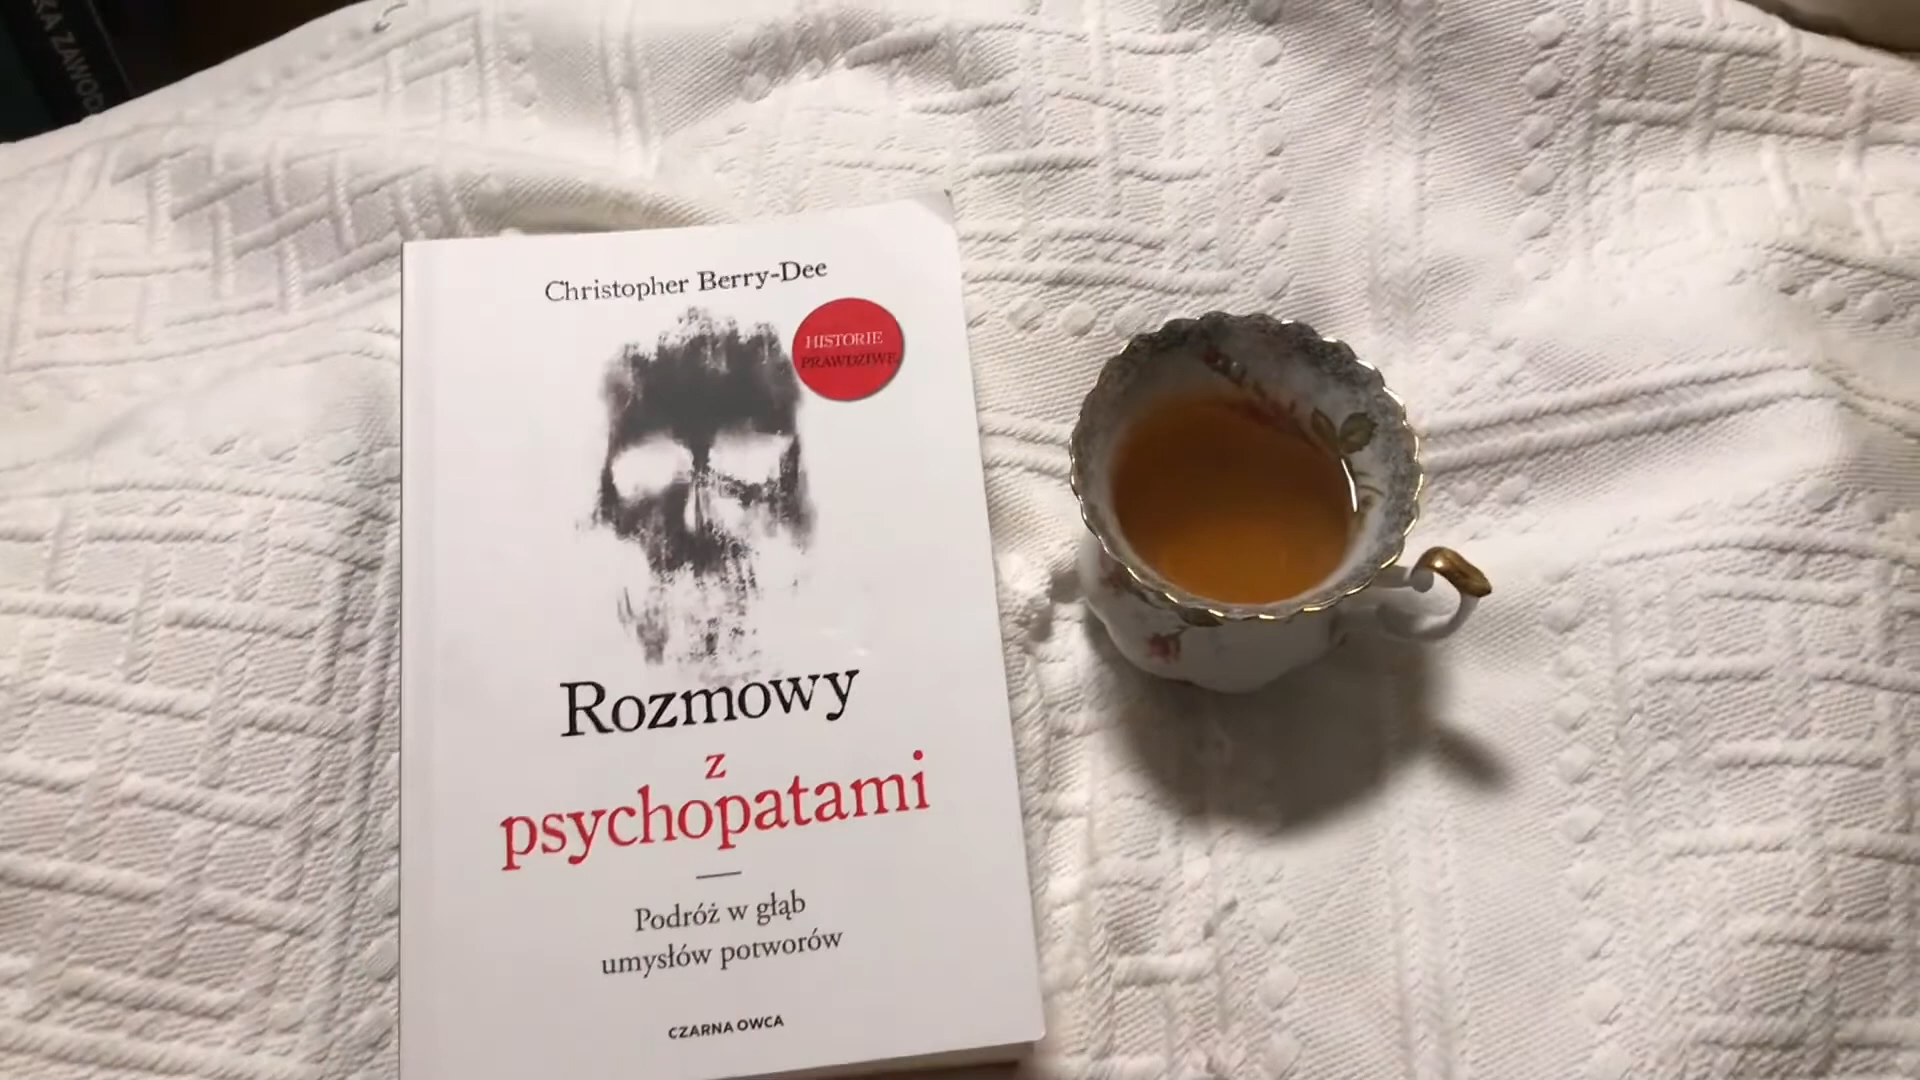 Christopher Berry-Dee
HISTORIE
PRAWDZIWE
Rozmowy
z
psychopatami
Podróż w głąb
umysłów potworów
CZARNA OWCA